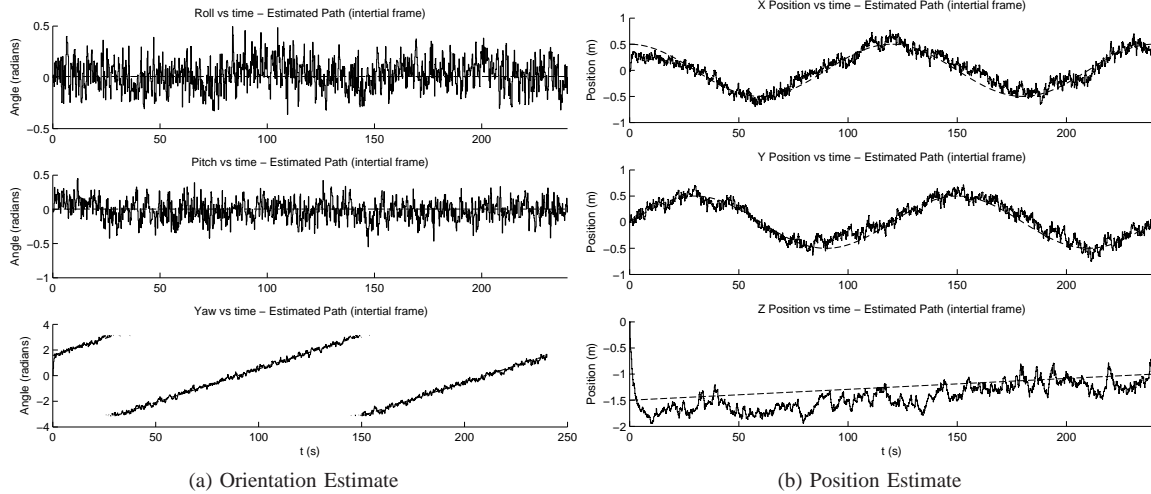 Roll vs time − Estimated Path (intertial frame)
0.5
0
−0.5
Angle (radians)
0 50 100 150 200
Pitch vs time − Estimated Path (intertial frame)
0.5
0
−0.5
−1
Angle (radians)
0 50 100 150 200
Yaw vs time − Estimated Path (intertial frame)
4
2
0
−2
−4
Angle (radians)
0 50 100 150 200 250
t (s)
(a) Orientation Estimate
X Position vs time − Estimated Path (intertial frame)
1
0.5
0
−0.5
−1
Position (m)
0 50 100 150 200
Y Position vs time − Estimated Path (intertial frame)
1
0.5
0
−0.5
−1
Position (m)
0 50 100 150 200
Z Position vs time − Estimated Path (intertial frame)
0
−0.5
−1
−1.5
−2
Position (m)
0 50 100 150 200
t (s)
(b) Position Estimate